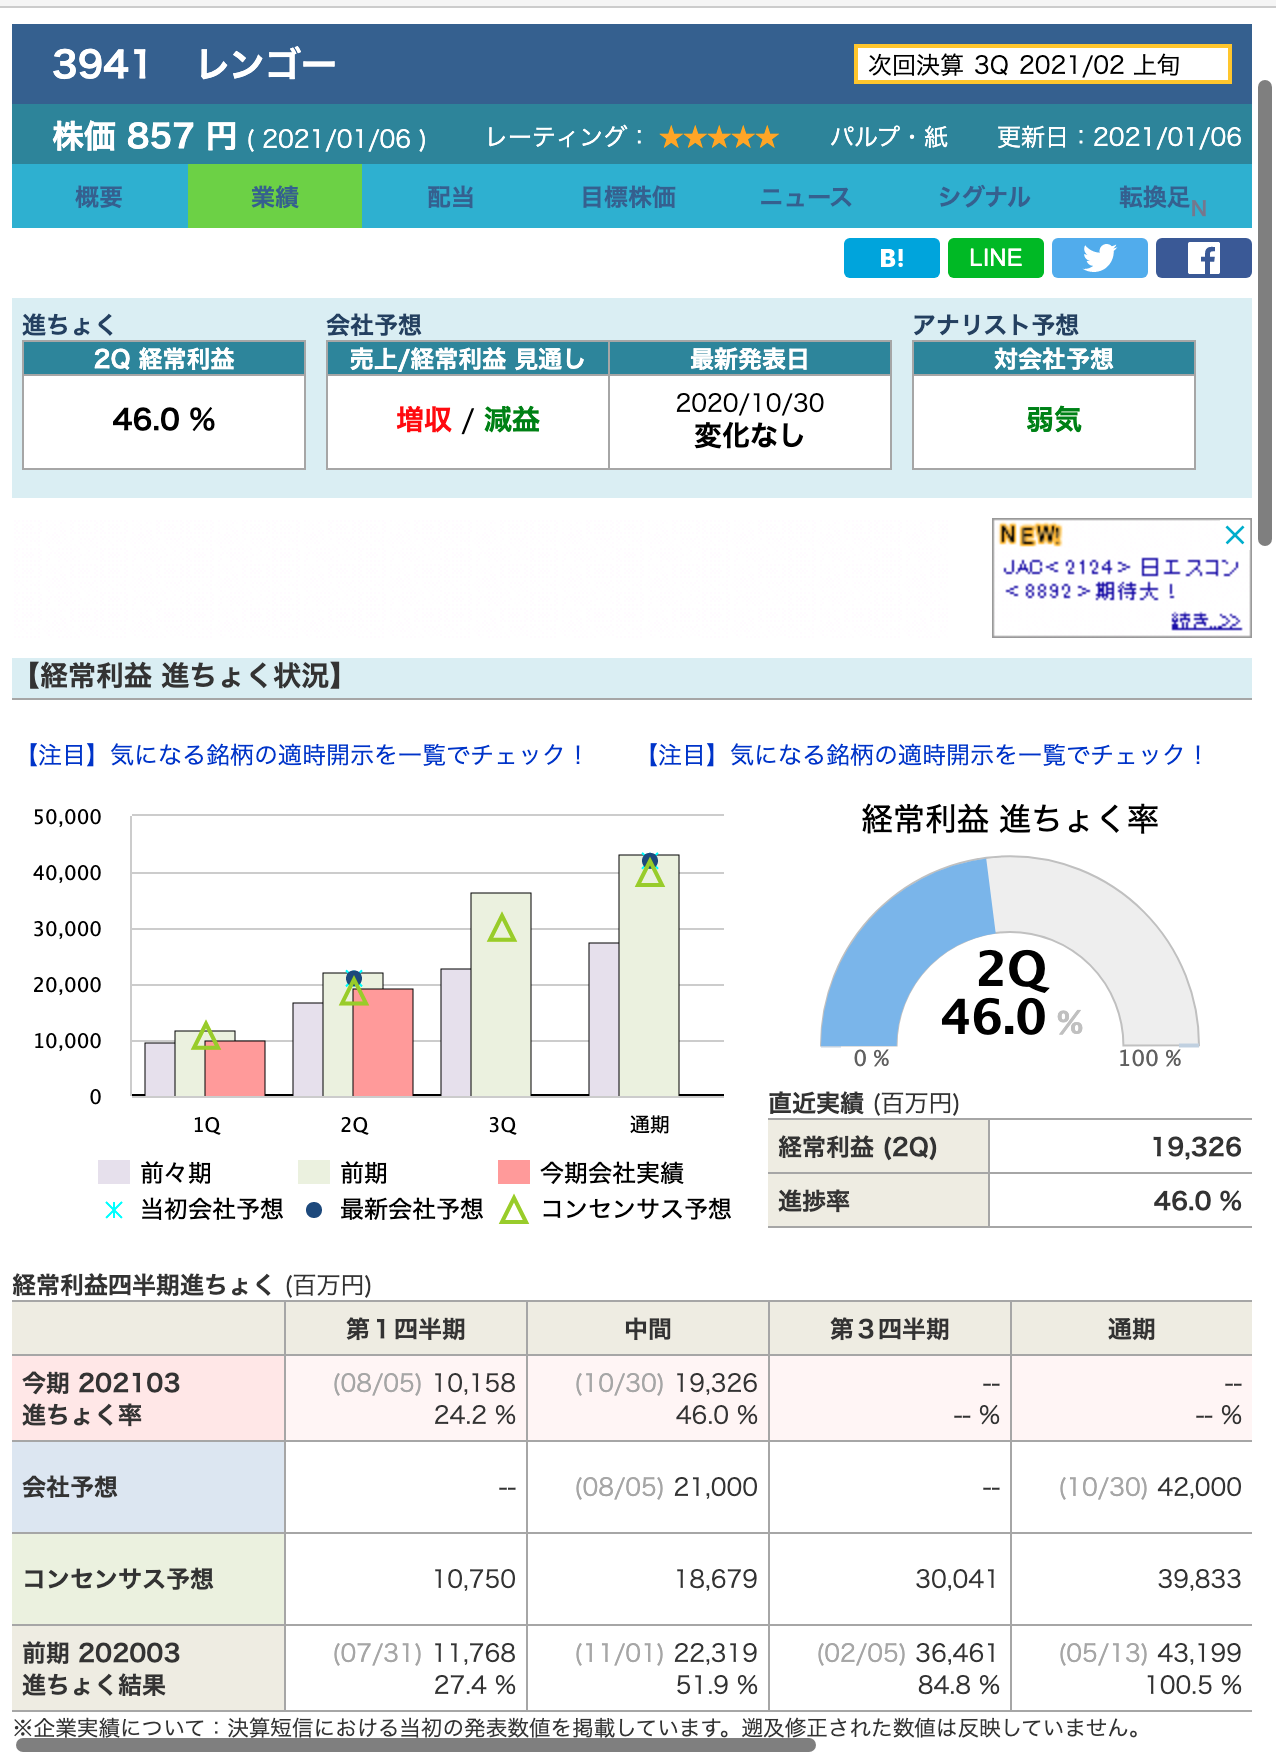 3941 レンゴー
次回決算 3Q 2021/02 上旬
株価 857 円 ( 2021/01/06 ) レーティング： ★★★★★ パルプ・紙 更新日：2021/01/06
概要 業績 配当 目標株価 ニュース シグナル 転換足N
B! LINE
進ちょく 会社予想 アナリスト予想
2Q 経常利益 売上/経常利益 見通し 最新発表日 対会社予想
46.0 % 増収 / 減益 2020/10/30 弱気
変化なし
NEW!
JAC<2124> 日エスコン
<8892>期待大！
続き..>>
【経常利益 進ちょく状況】
【注目】気になる銘柄の適時開示を一覧でチェック！ 【注目】気になる銘柄の適時開示を一覧でチェック！
50,000
40,000
30,000
20,000
10,000
0
1Q 2Q 3Q 通期
前々期 前期 今期会社実績
当初会社予想 最新会社予想 コンセンサス予想
経常利益 進ちょく率
2Q
46.0 %
0 % 100 %
直近実績 (百万円)
経常利益 (2Q) 19,326
進捗率 46.0 %
経常利益四半期進ちょく (百万円)
第１四半期 中間 第３四半期 通期
今期 202103 (08/05) 10,158 (10/30) 19,326 -- --
進ちょく率 24.2 % 46.0 % -- % -- %
会社予想 -- (08/05) 21,000 -- (10/30) 42,000
コンセンサス予想 10,750 18,679 30,041 39,833
前期 202003 (07/31) 11,768 (11/01) 22,319 (02/05) 36,461 (05/13) 43,199
進ちょく結果 27.4 % 51.9 % 84.8 % 100.5 %
※企業実績について：決算短信における当初の発表数値を掲載しています。遡及修正された数値は反映していません。